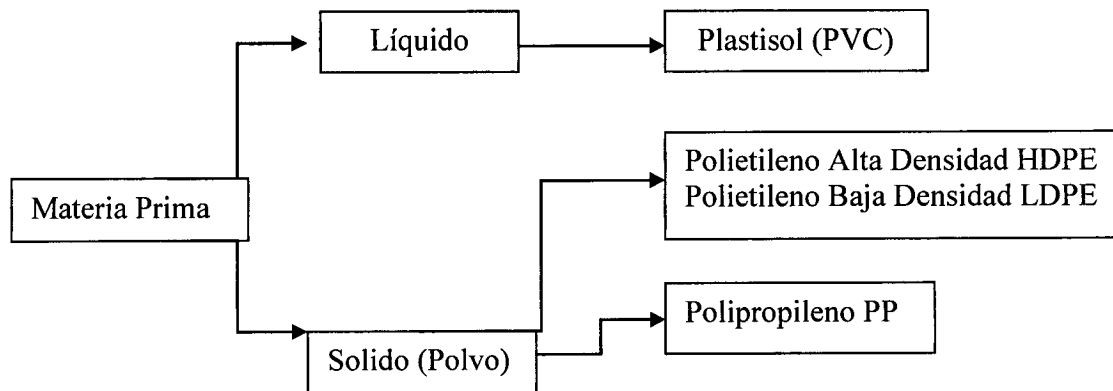 Líquido
Plastisol (PVC)
Materia Prima
Polietileno Alta Densidad HDPE
Polietileno Baja Densidad LDPE
Solido (Polvo)
Polipropileno PP